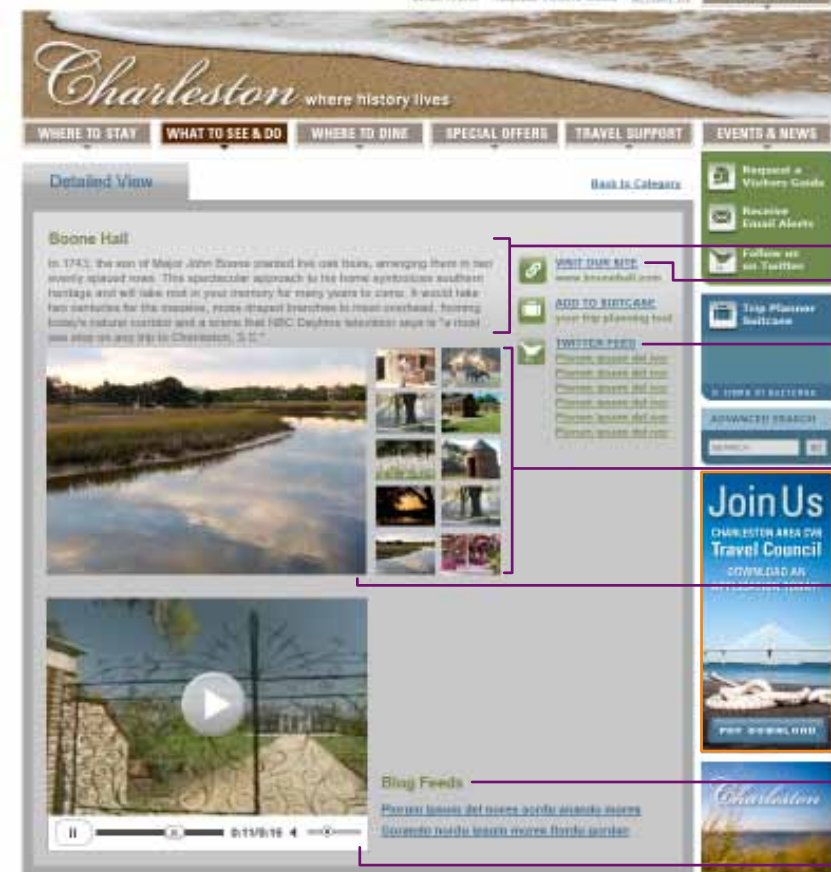 Charleston where history lives
WHERE TO STAY WHAT TO SEE & DO WHERE TO DINE SPECIAL OFFERS TRAVEL SUPPORT EVENTS & NEWS
Detailed View
Back to Category
Request a
Visitors Guide
Receive
Email Alerts
Follow us
on Twitter
Boone Hall
In 1743, the son of Major John Boone planted live oak trees, arranging them in two
evenly spaced rows. This spectacular approach to his home symbolizes southern
heritage and will take root in your memory for many years to come. It would take
two centuries for the massive, moss-draped branches to meet overhead, forming
today's natural corridor and a scene that NBC Daytime television says is "a must
see stop on any trip to Charleston, S.C."
VISIT OUR SITE
www.boonehall.com
ADD TO SUITCASE
your trip planning tool
TWITTER FEED
Trip Planner
Suitcase
ADVANCED SEARCH
SEARCH
Join Us
CHARLESTON AREA CVB
Travel Council
DOWNLOAD AN
APPLICATION TODAY!
PDF DOWNLOAD
0:11/0:16
Blog Feeds
Charleston